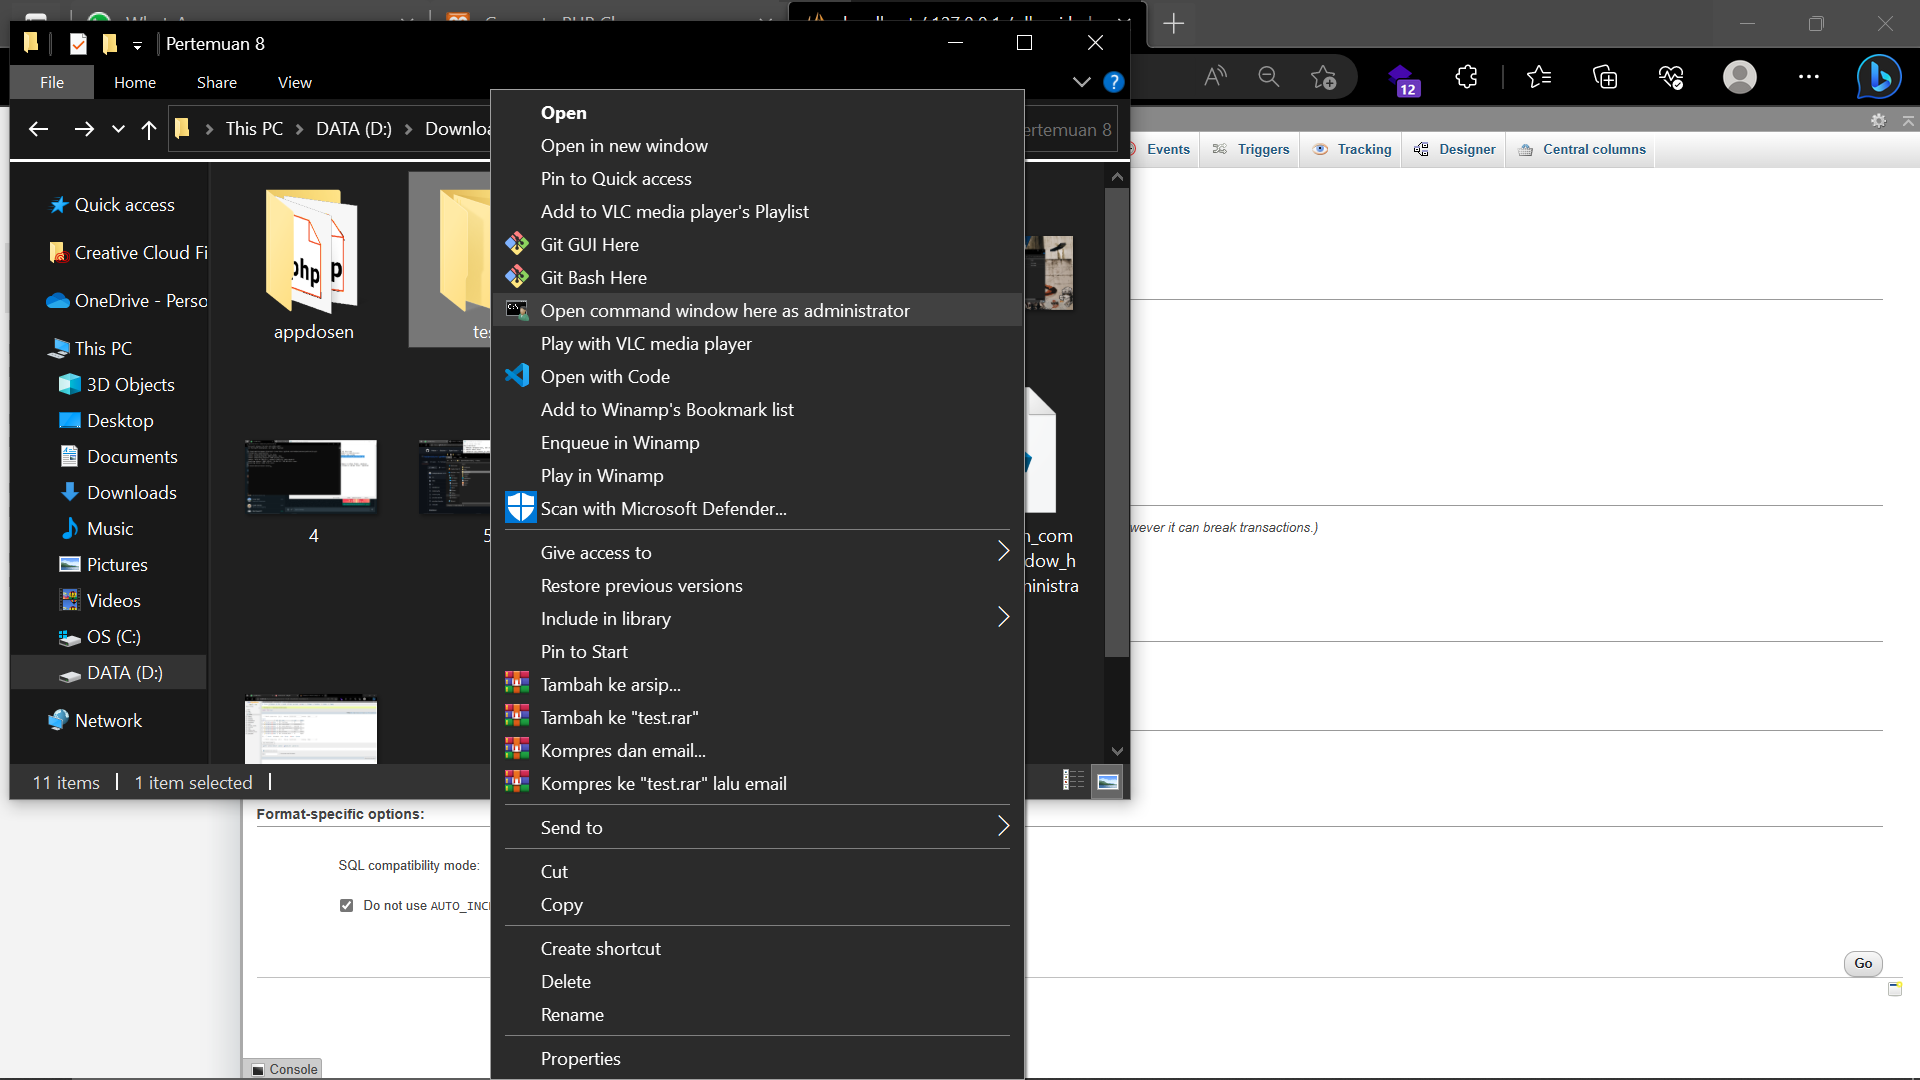 Pertemuan 8
File
Home
Share
View
12
This PC
DATA (D:)
Downloa
ertemuan 8
Events
Triggers
Tracking
Designer
Central columns
Quick access
Creative Cloud Fi
OneDrive - Perso
This PC
3D Objects
Desktop
Documents
Downloads
Music
Pictures
Videos
OS (C:)
DATA (D:)
Network
php
appdosen
tes
4
5
n_com
dow_h
ninistra
11 items
1 item selected
Open
Open in new window
Pin to Quick access
Add to VLC media player's Playlist
Git GUI Here
Git Bash Here
Open command window here as administrator
Play with VLC media player
Open with Code
Add to Winamp's Bookmark list
Enqueue in Winamp
Play in Winamp
Scan with Microsoft Defender...
Give access to
Restore previous versions
Include in library
Pin to Start
Tambah ke arsip...
Tambah ke "test.rar"
Kompres dan email...
Kompres ke "test.rar" lalu email
Send to
Cut
Copy
Create shortcut
Delete
Rename
Properties
wever it can break transactions.)
Format-specific options:
SQL compatibility mode:
Do not use AUTO_INC
Go
Console